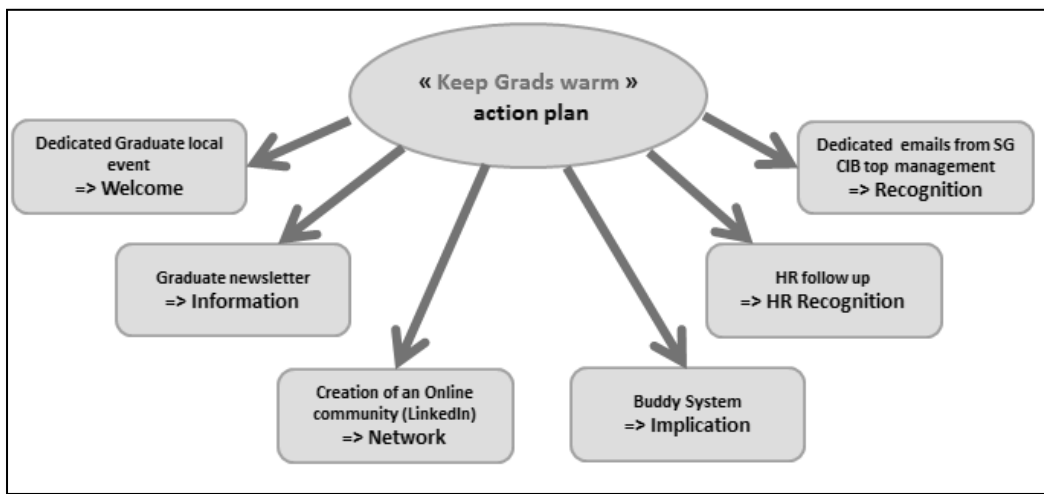 « Keep Grads warm »
action plan
Dedicated Graduate local
event
=> Welcome
Dedicated emails from SG
CIB top management
=> Recognition
Graduate newsletter
=> Information
HR follow up
=> HR Recognition
Creation of an Online
community (LinkedIn)
=> Network
Buddy System
=> Implication